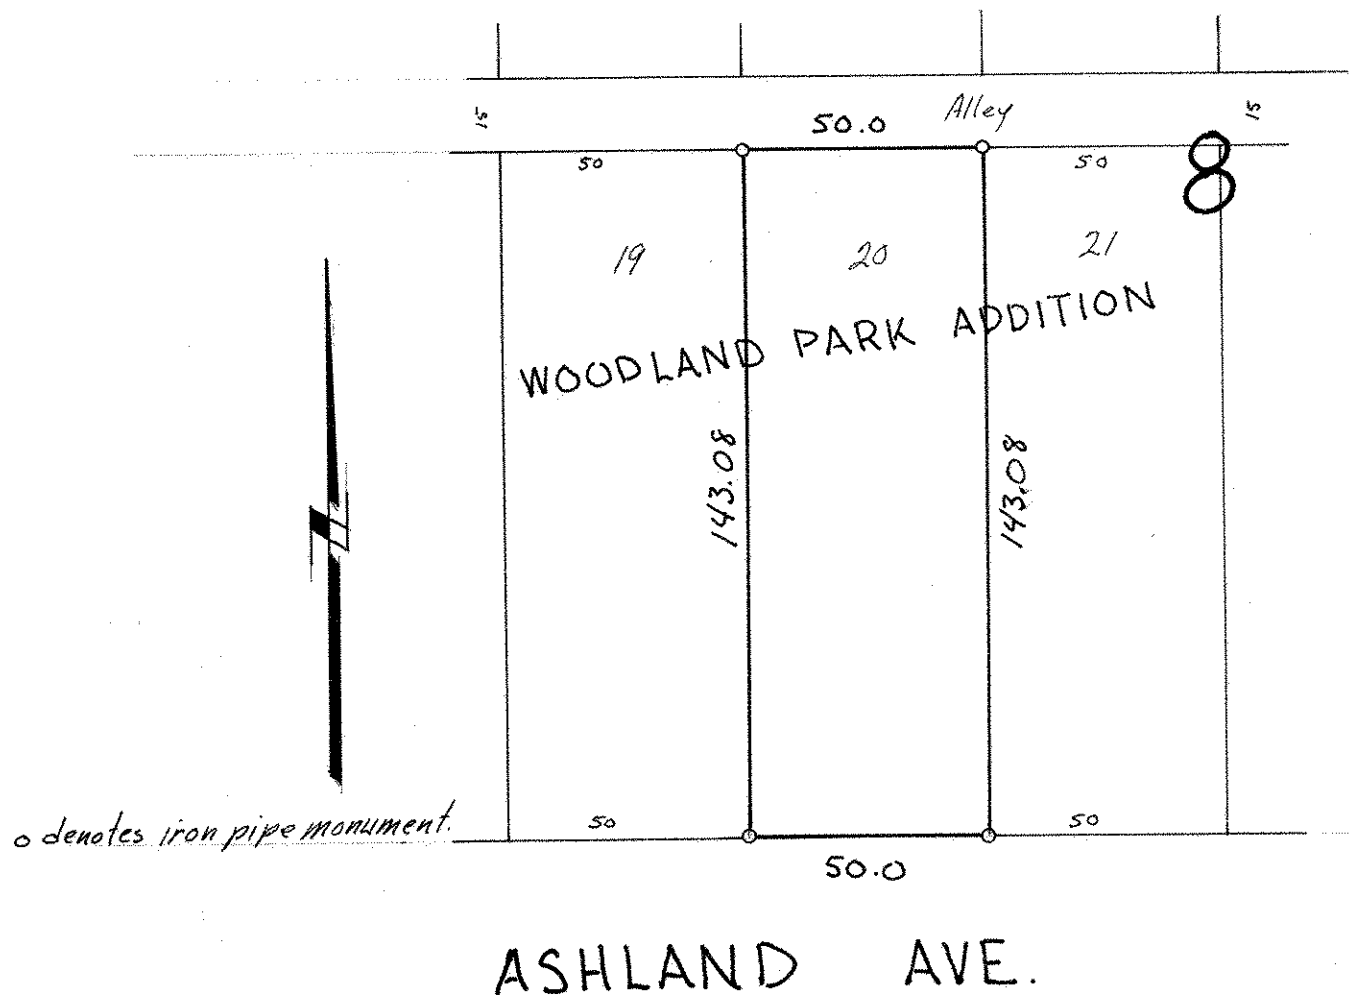 15 50.0 Alley 15
50 50 8
19 20 21
WOODLAND PARK ADDITION
143.08 143.08
o denotes iron pipe monument.
50 50
50.0
ASHLAND AVE.